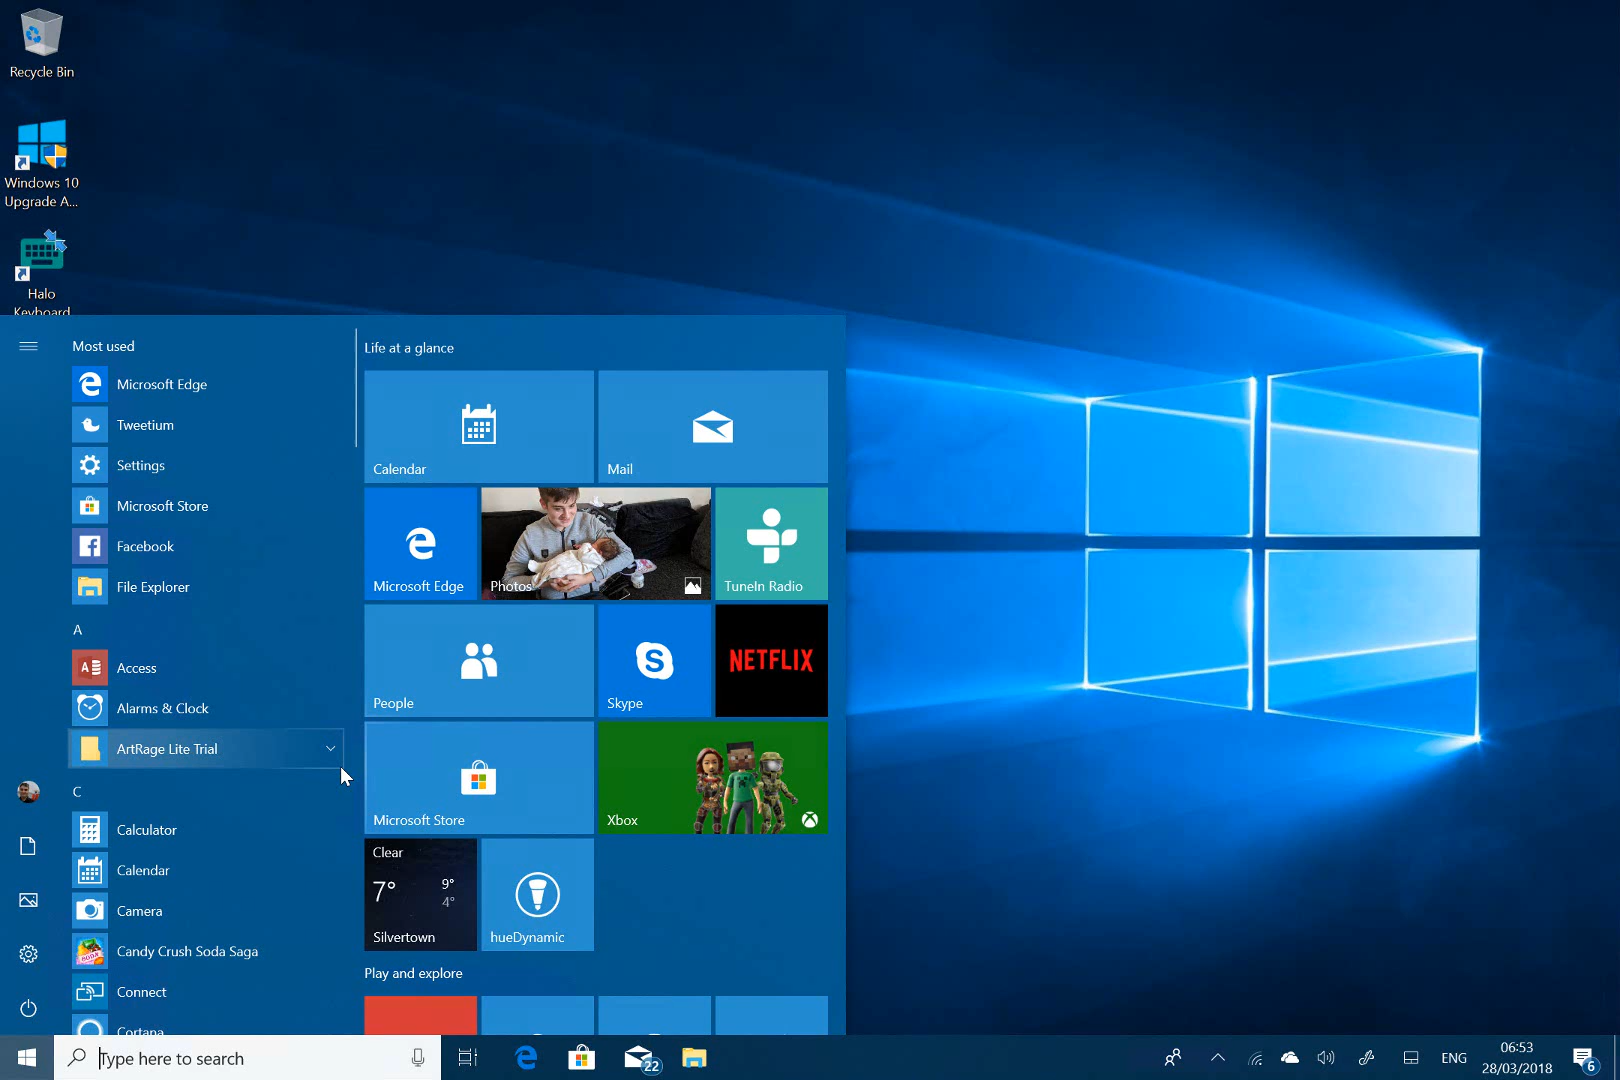 Recycle Bin
Windows 10
Upgrade A...
Halo
Keyboard
Most used
Microsoft Edge
Tweetium
Settings
Microsoft Store
Facebook
File Explorer
A
Access
Alarms & Clock
ArtRage Lite Trial
C
Calculator
Calendar
Camera
Candy Crush Soda Saga
Connect
Cortana
Life at a glance
Calendar
Mail
Microsoft Edge
Photos
TuneIn Radio
People
Skype
NETFLIX
Microsoft Store
Xbox
Clear
7°
9°
4°
Silvertown
hueDynamic
Play and explore
Type here to search
22
ENG
06:53
28/03/2018
6